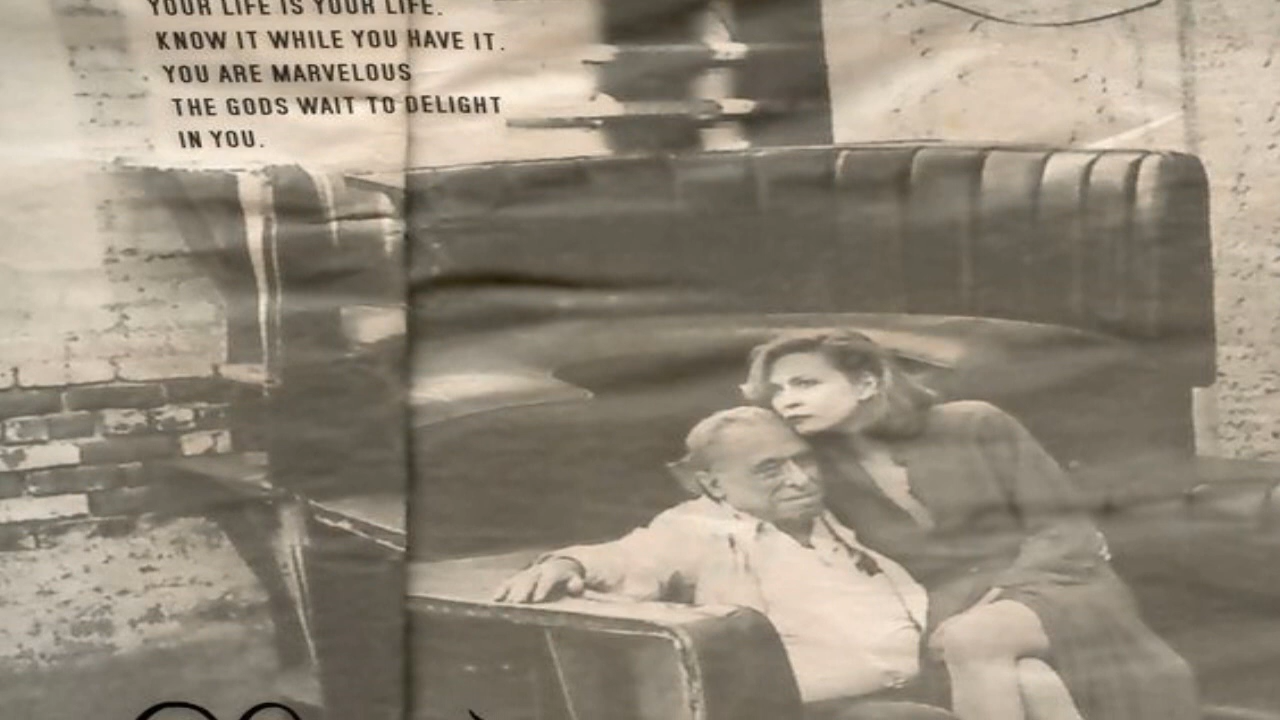 YOUR LIFE IS YOUR LIFE.
KNOW IT WHILE YOU HAVE IT.
YOU ARE MARVELOUS
THE GODS WAIT TO DELIGHT
IN YOU.